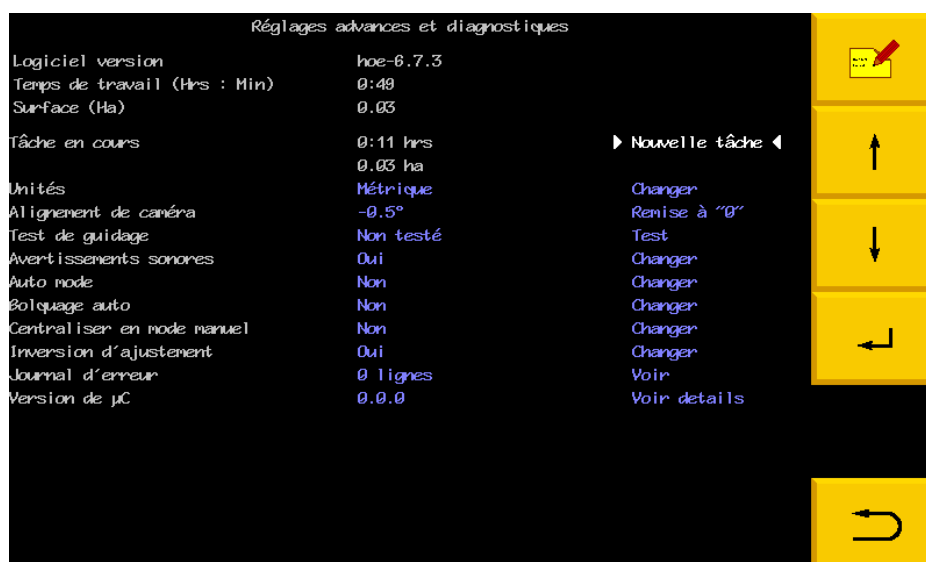 Réglages advances et diagnostiques
Logiciel version hoe-6.7.3
Temps de travail (Hrs : Min) 0:49
Surface (Ha) 0.03
Tâche en cours 0:11 hrs Nouvelle tâche
0.03 ha
Unités Métrique Changer
Alignement de caméra -0.5° Remise à "0"
Test de guidage Non testé Test
Avertissements sonores Oui Changer
Auto mode Non Changer
Bolquage auto Non Changer
Centraliser en mode manuel Non Changer
Inversion d'ajustement Oui Changer
Journal d'erreur 0 lignes Voir
Version de µC 0.0.0 Voir details